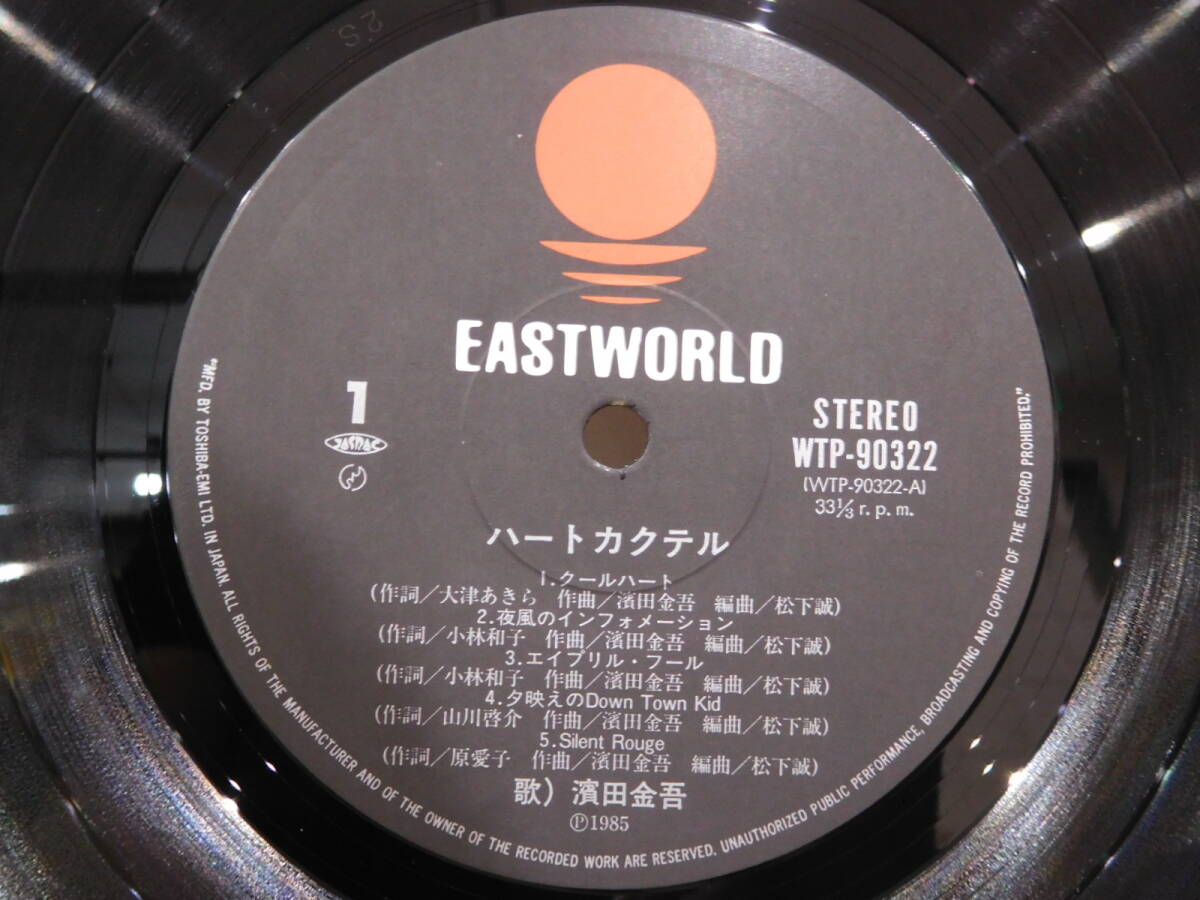 2S
EASTWORLD
1
JASRAC
STEREO
WTP-90322
(WTP-90322-A)
33⅓ r.p.m.
ハートカクテル
1.クールハート
(作詞／大津あきら 作曲／濱田金吾 編曲／松下誠)
2.夜風のインフォメーション
(作詞／小林和子 作曲／濱田金吾 編曲／松下誠)
3.エイプリル・フール
(作詞／小林和子 作曲／濱田金吾 編曲／松下誠)
4.夕映えのDown Town Kid
(作詞／山川啓介 作曲／濱田金吾 編曲／松下誠)
5.Silent Rouge
(作詞／原愛子 作曲／濱田金吾 編曲／松下誠)
歌) 濱田金吾
Ⓟ1985
"MFD. BY TOSHIBA-EMI LTD. IN JAPAN. ALL RIGHTS OF THE MANUFACTURER AND OF THE OWNER OF THE RECORDED WORK ARE RESERVED. UNAUTHORIZED PUBLIC PERFORMANCE, BROADCASTING AND COPYING OF THE RECORD PROHIBITED."